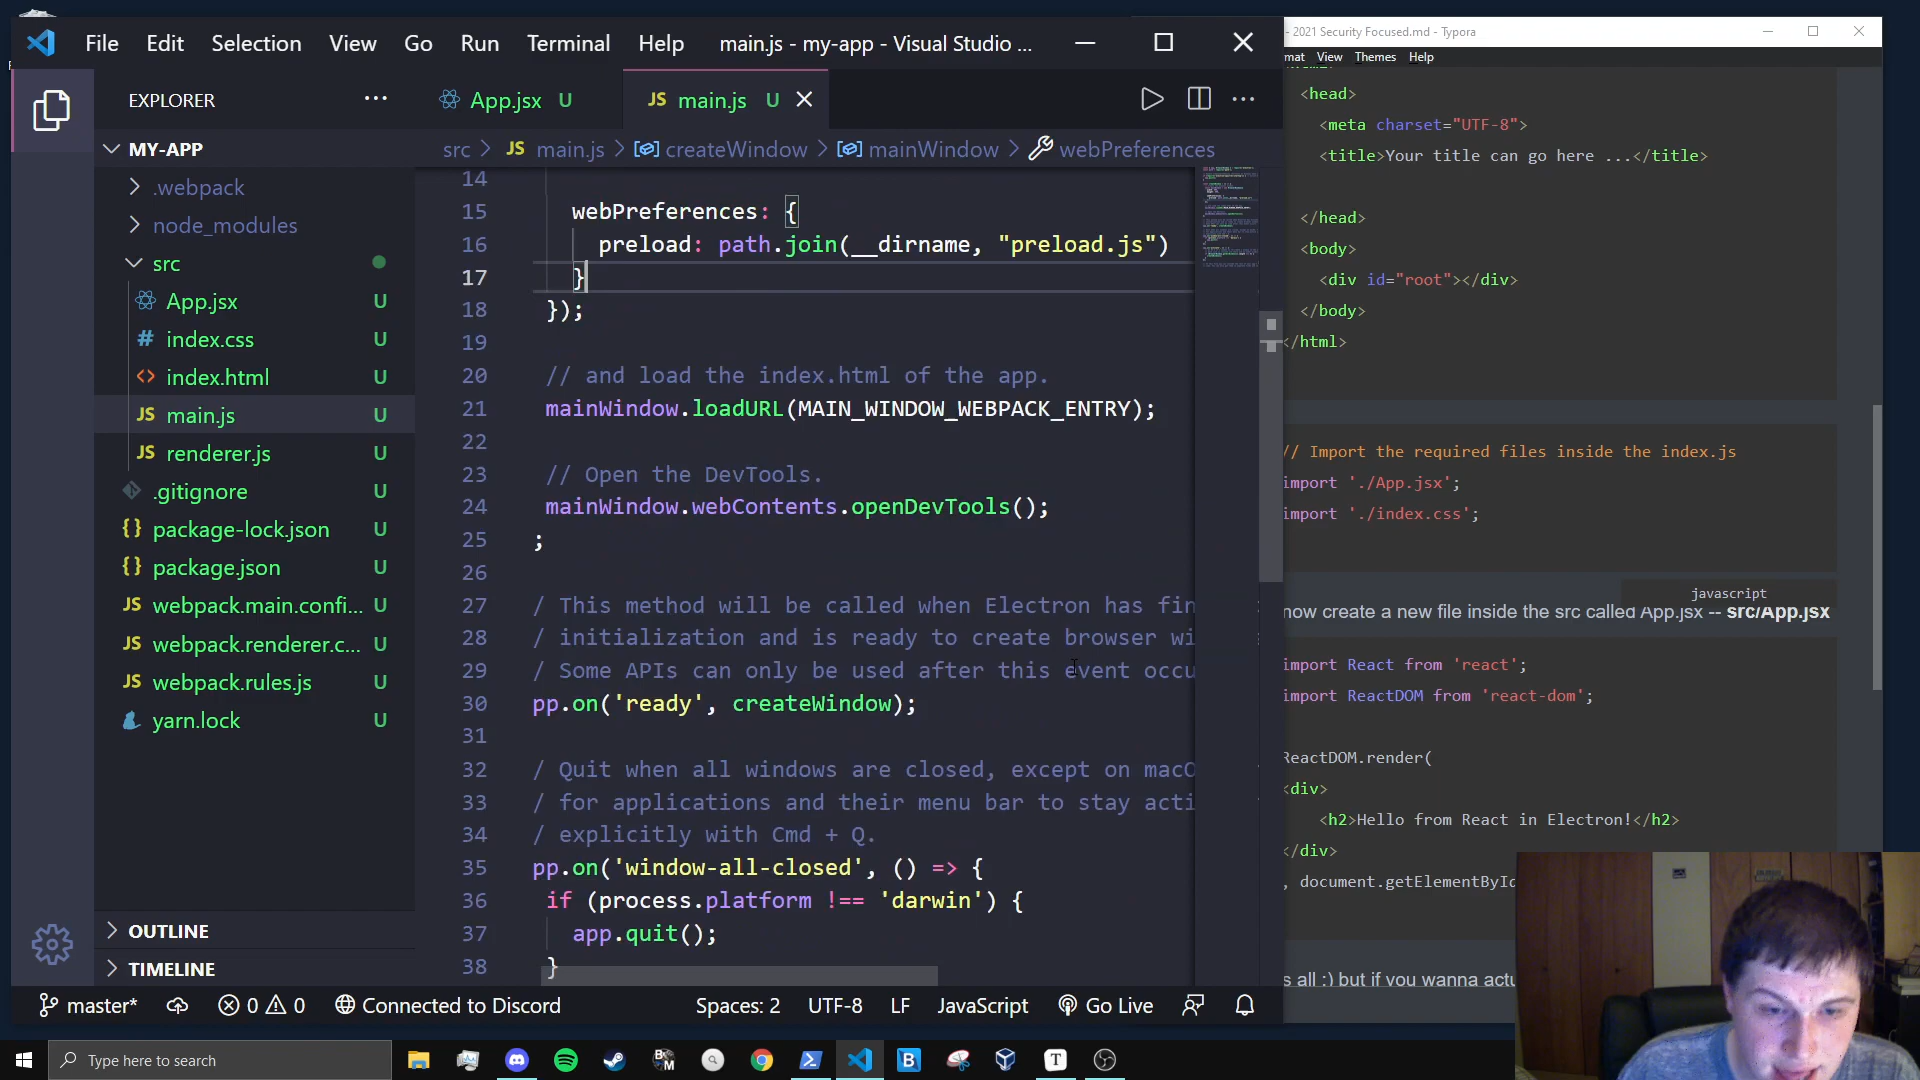 File Edit Selection View Go Run Terminal Help main.js - my-app - Visual Studio ...
EXPLORER ...
MY-APP
.webpack
node_modules
src
App.jsx U
index.css U
index.html U
main.js U
renderer.js U
.gitignore U
package-lock.json U
package.json U
webpack.main.confi... U
webpack.renderer.c... U
webpack.rules.js U
yarn.lock U
OUTLINE
TIMELINE
App.jsx U JS main.js U
src > JS main.js > createWindow > mainWindow > webPreferences
14
15 webPreferences: {
16 preload: path.join(__dirname, "preload.js")
17 }
18 });
19
20 // and load the index.html of the app.
21 mainWindow.loadURL(MAIN_WINDOW_WEBPACK_ENTRY);
22
23 // Open the DevTools.
24 mainWindow.webContents.openDevTools();
25 ;
26
27 / This method will be called when Electron has fin
28 / initialization and is ready to create browser wi
29 / Some APIs can only be used after this event occu
30 pp.on('ready', createWindow);
31
32 / Quit when all windows are closed, except on macO
33 / for applications and their menu bar to stay acti
34 / explicitly with Cmd + Q.
35 pp.on('window-all-closed', () => {
36 if (process.platform !== 'darwin') {
37 app.quit();
38 }
master* 0 0 Connected to Discord Spaces: 2 UTF-8 LF JavaScript Go Live
- 2021 Security Focused.md - Typora
mat View Themes Help
<head>
<meta charset="UTF-8">
<title>Your title can go here ...</title>
</head>
<body>
<div id="root"></div>
</body>
</html>
// Import the required files inside the index.js
import './App.jsx';
import './index.css';
javascript
now create a new file inside the src called App.jsx -- src/App.jsx
import React from 'react';
import ReactDOM from 'react-dom';
ReactDOM.render(
<div>
<h2>Hello from React in Electron!</h2>
</div>
, document.getElementById
s all :) but if you wanna actu
Type here to search